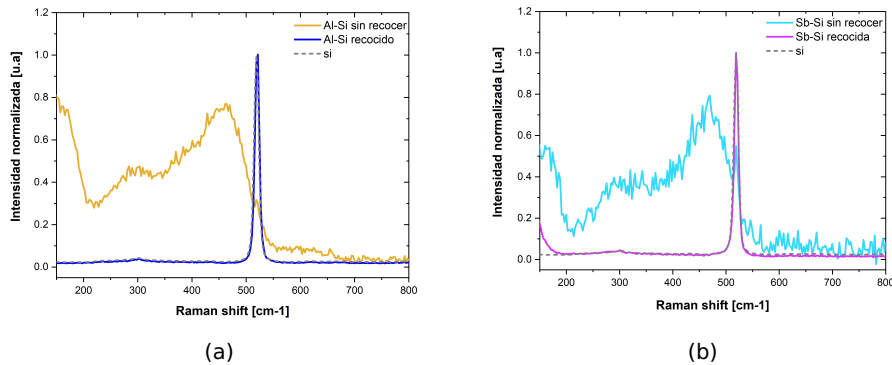 Al-Si sin recocer
Al-Si recocido
si
Intensidad normalizada [u.a]
1.2
1.0
0.8
0.6
0.4
0.2
0.0
200 300 400 500 600 700 800
Raman shift [cm-1]
(a)
Sb-Si sin recocer
Sb-Si recocida
si
Intensidad normalizada [u.a]
1.2
1.0
0.8
0.6
0.4
0.2
0.0
200 300 400 500 600 700 800
Raman shift [cm-1]
(b)